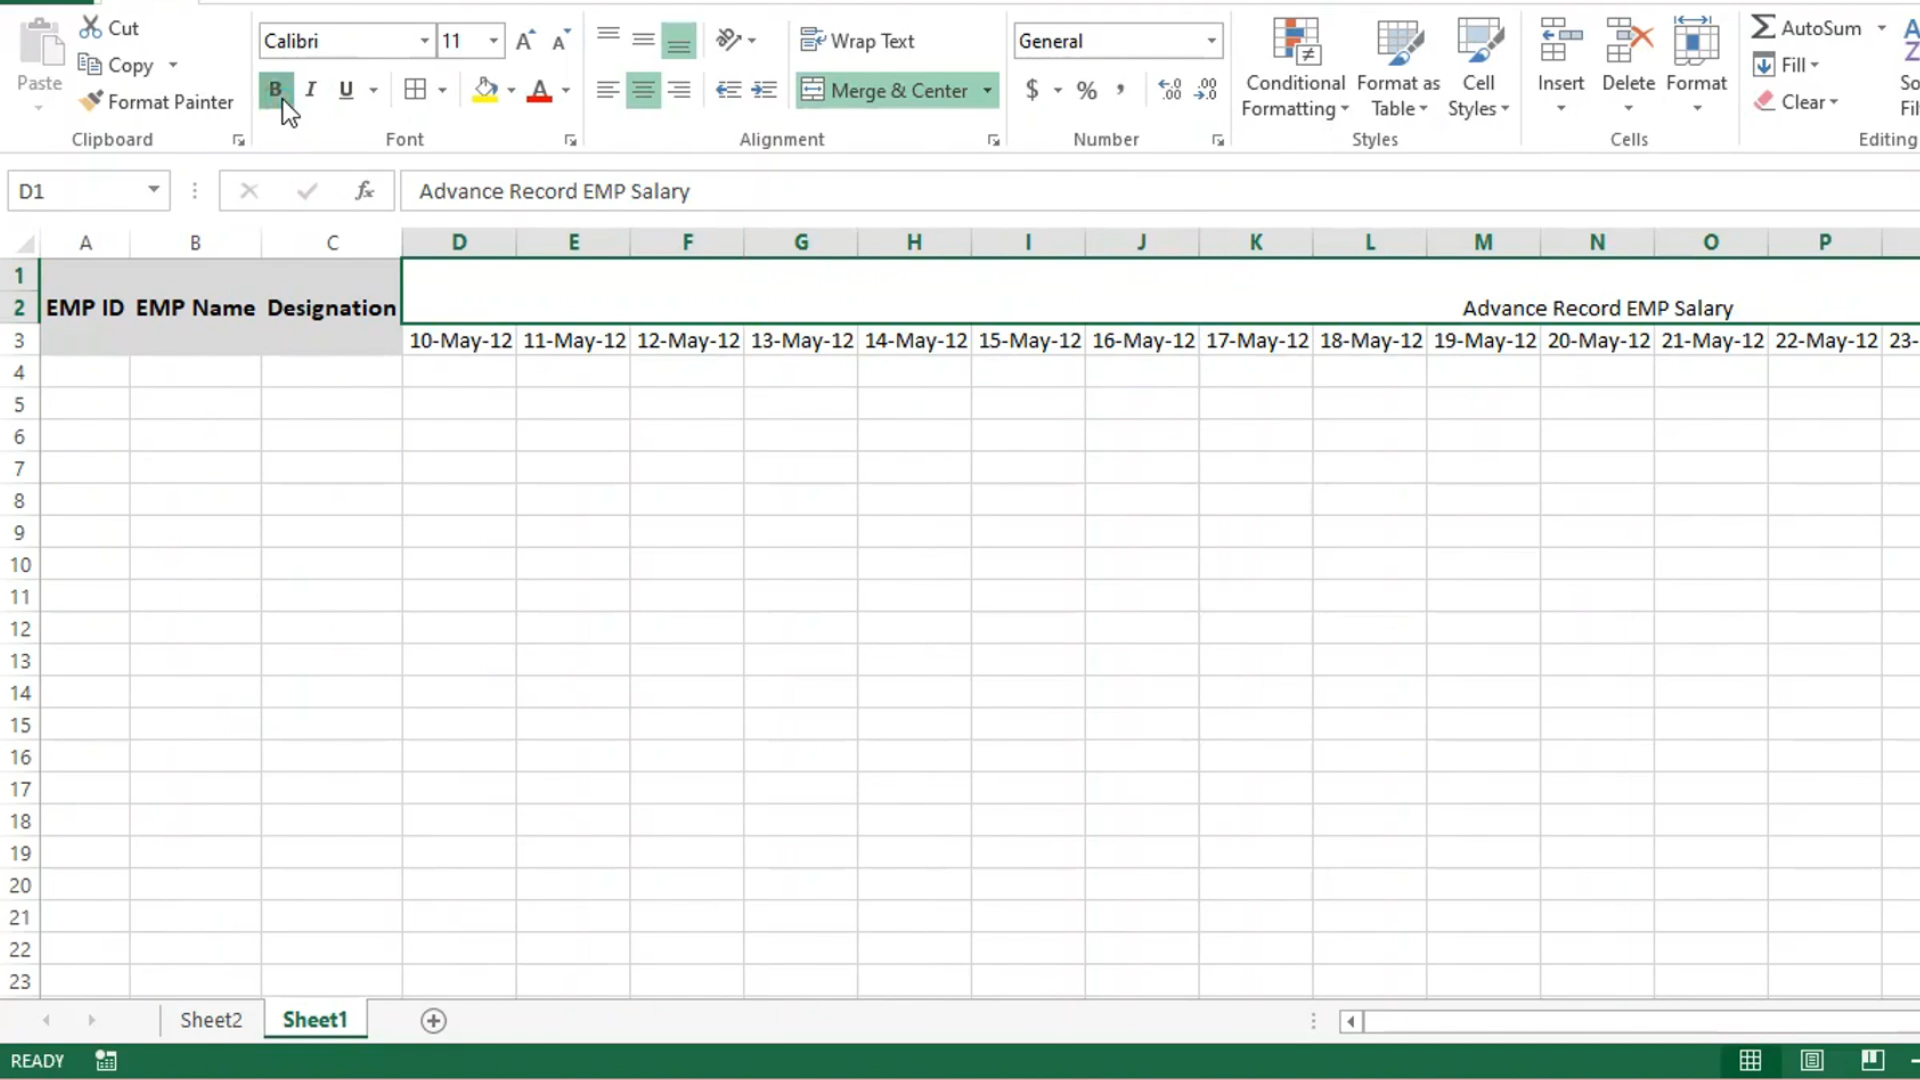 Cut
Calibri
11
Wrap Text
General
AutoSum
Paste
Copy
Format Painter
B I U
A
Merge & Center
$ % ,
Conditional Formatting
Format as Table
Cell Styles
Insert
Delete
Format
Fill
Clear
Clipboard
Font
Alignment
Number
Styles
Cells
Editing
D1
fx
Advance Record EMP Salary
A B C D E F G H I J K L M N O P
1
2 EMP ID EMP Name Designation Advance Record EMP Salary
3 10-May-12 11-May-12 12-May-12 13-May-12 14-May-12 15-May-12 16-May-12 17-May-12 18-May-12 19-May-12 20-May-12 21-May-12 22-May-12 23-
4
5
6
7
8
9
10
11
12
13
14
15
16
17
18
19
20
21
22
23
Sheet2 Sheet1
READY